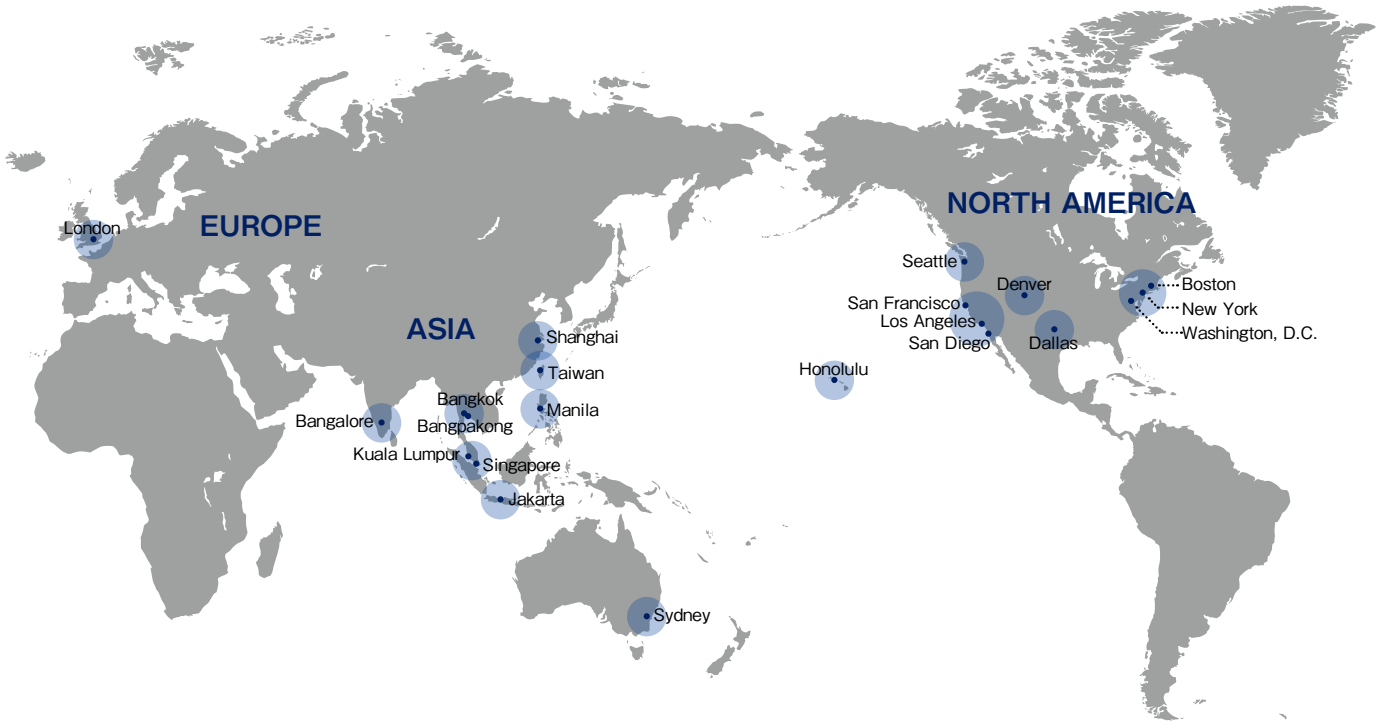 NORTH AMERICA
EUROPE
London
Seattle
Denver
Boston
San Francisco
New York
Los Angeles
ASIA
Washington, D.C.
Shanghai
San Diego
Dallas
Taiwan
Honolulu
Bangkok
Manila
Bangalore
Bangpakong
Kuala Lumpur
Singapore
Jakarta
Sydney